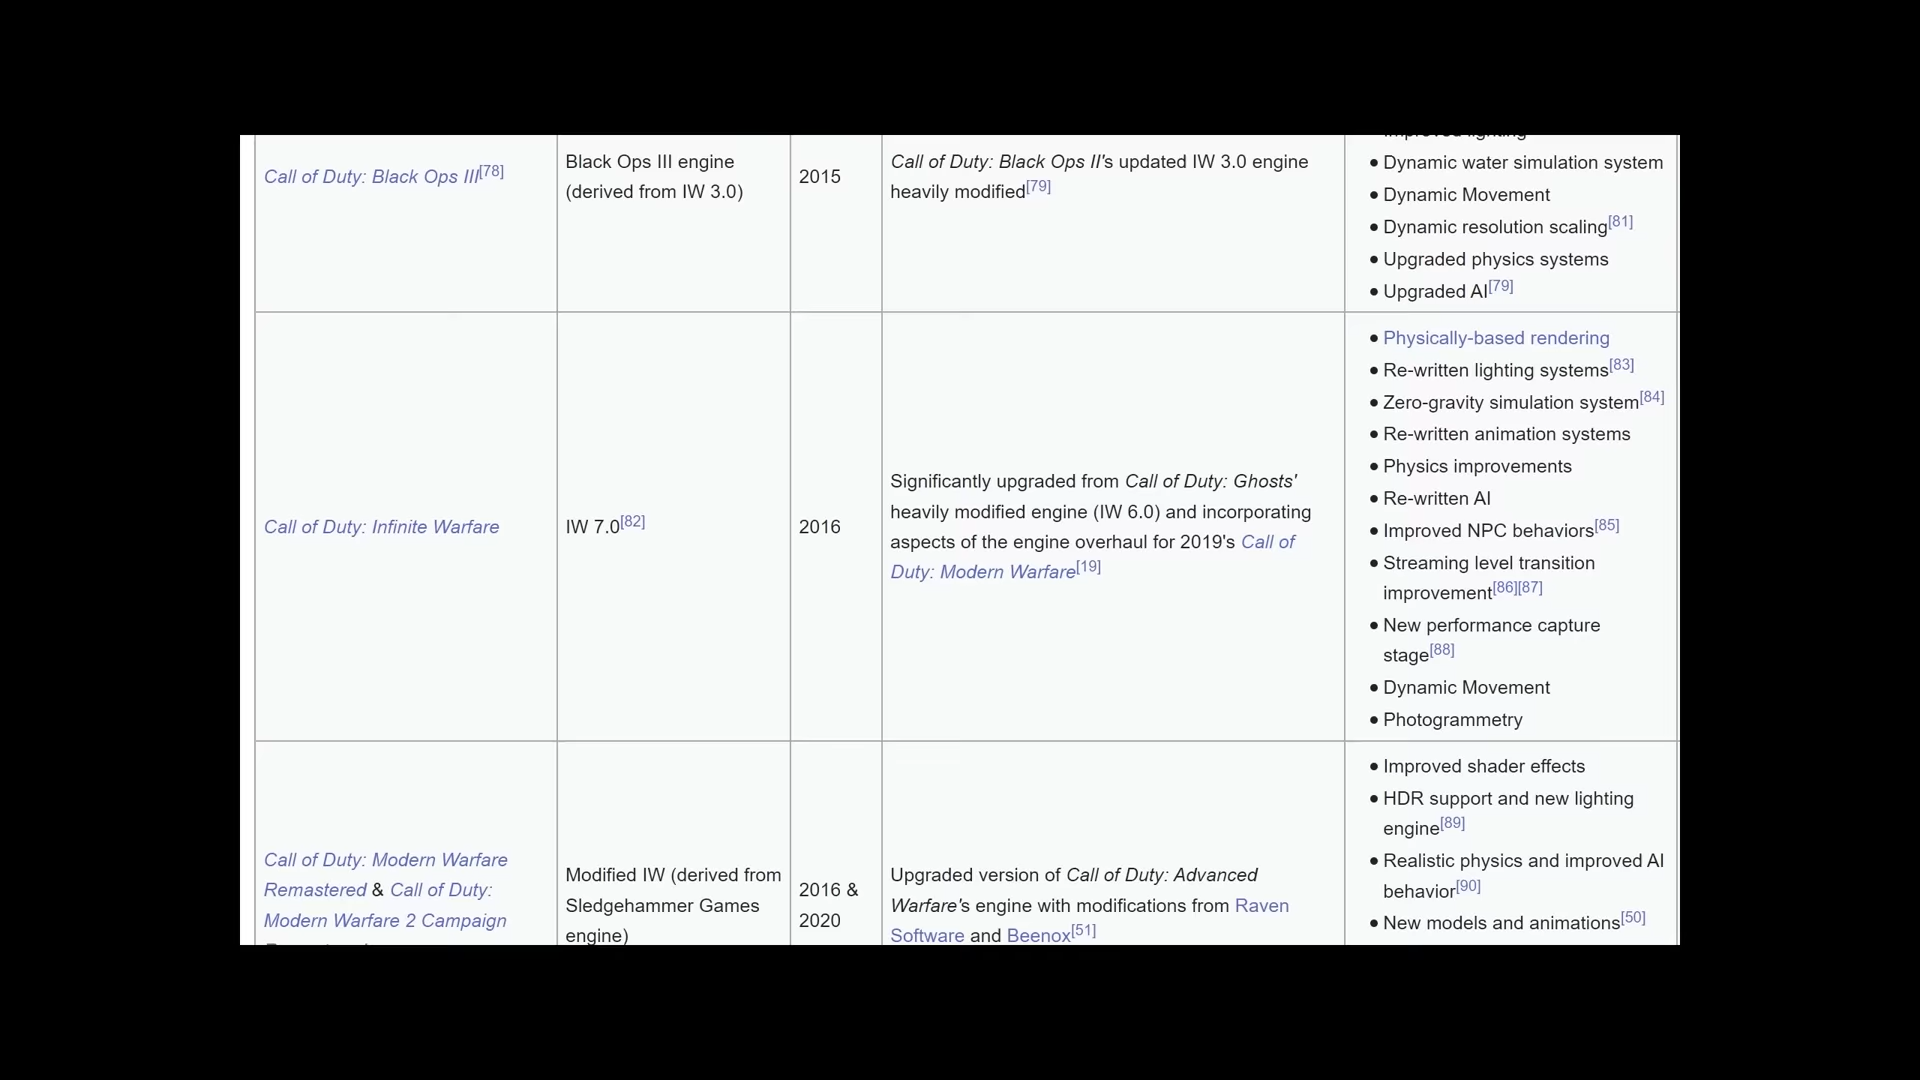 Call of Duty: Black Ops III[78]
Black Ops III engine
(derived from IW 3.0)
2015
Call of Duty: Black Ops II's updated IW 3.0 engine
heavily modified[79]
Improved lighting
• Dynamic water simulation system
• Dynamic Movement
• Dynamic resolution scaling[81]
• Upgraded physics systems
• Upgraded AI[79]
Call of Duty: Infinite Warfare
IW 7.0[82]
2016
Significantly upgraded from Call of Duty: Ghosts'
heavily modified engine (IW 6.0) and incorporating
aspects of the engine overhaul for 2019's Call of
Duty: Modern Warfare[19]
• Physically-based rendering
• Re-written lighting systems[83]
• Zero-gravity simulation system[84]
• Re-written animation systems
• Physics improvements
• Re-written AI
• Improved NPC behaviors[85]
• Streaming level transition
improvement[86][87]
• New performance capture
stage[88]
• Dynamic Movement
• Photogrammetry
Call of Duty: Modern Warfare
Remastered & Call of Duty:
Modern Warfare 2 Campaign
Modified IW (derived from
Sledgehammer Games
engine)
2016 &
2020
Upgraded version of Call of Duty: Advanced
Warfare's engine with modifications from Raven
Software and Beenox[51]
• Improved shader effects
• HDR support and new lighting
engine[89]
• Realistic physics and improved AI
behavior[90]
• New models and animations[50]